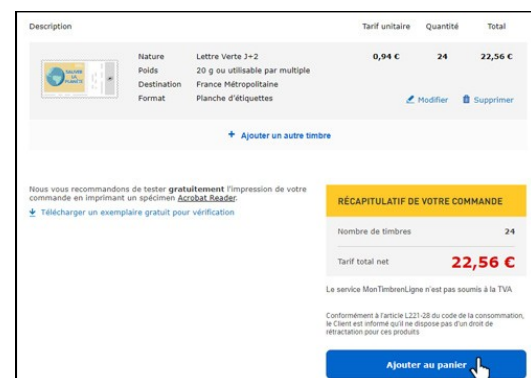 Description Tarif unitaire Quantité Total
Nature Lettre Verte J+2 0,94 € 24 22,56 €
Poids 20 g ou utilisable par multiple
Destination France Métropolitaine
Format Planche d'étiquettes Modifier Supprimer
SAUVER
LA
PLANÈTE
+ Ajouter un autre timbre
Nous vous recommandons de tester gratuitement l'impression de votre
commande en imprimant un spécimen Acrobat Reader.
Télécharger un exemplaire gratuit pour vérification
RÉCAPITULATIF DE VOTRE COMMANDE
Nombre de timbres 24
Tarif total net 22,56 €
Le service MonTimbrenLigne n'est pas soumis à la TVA
Conformément à l'article L221-28 du code de la consommation,
le Client est informé qu'il ne dispose pas d'un droit de
rétractation pour ces produits
Ajouter au panier